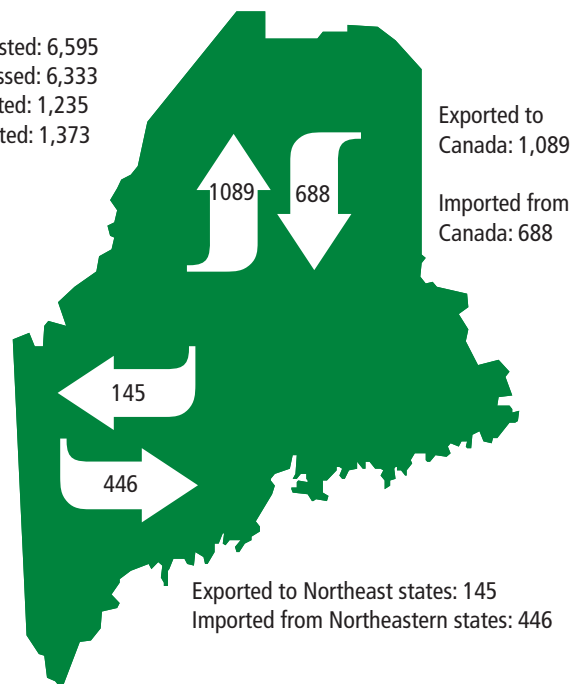 sted: 6,595
ssed: 6,333
ted: 1,235
ted: 1,373
Exported to
Canada: 1,089
1089
688
Imported from
Canada: 688
145
446
Exported to Northeast states: 145
Imported from Northeastern states: 446